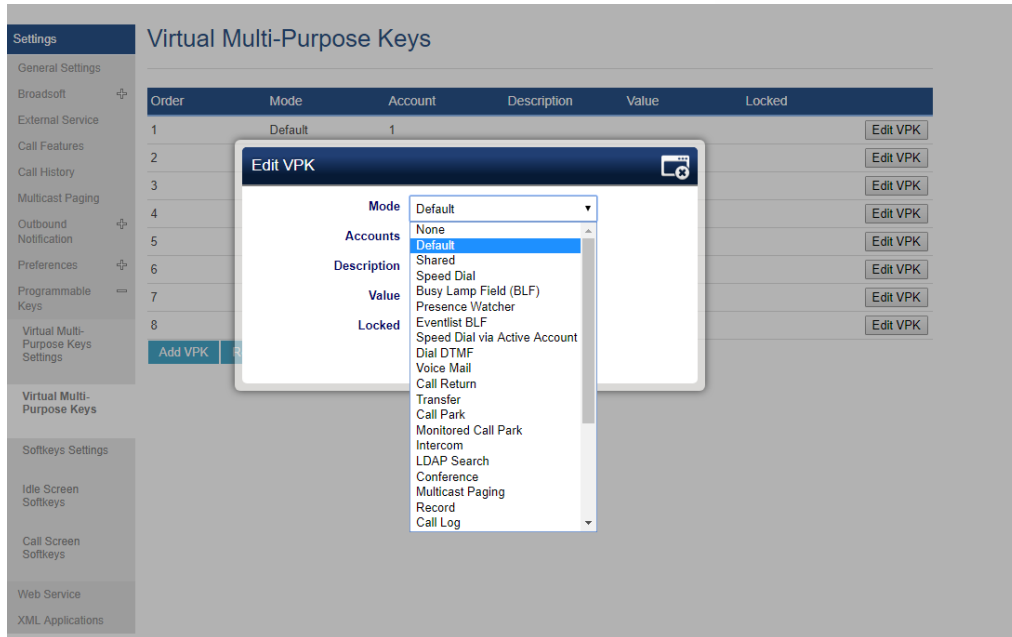 Settings
General Settings
Broadsoft
External Service
Call Features
Call History
Multicast Paging
Outbound
Notification
Preferences
Programmable
Keys
Virtual Multi-
Purpose Keys
Settings
Virtual Multi-
Purpose Keys
Softkeys Settings
Idle Screen
Softkeys
Call Screen
Softkeys
Web Service
XML Applications
Virtual Multi-Purpose Keys
Order Mode Account Description Value Locked
1 Default 1 Edit VPK
2 Edit VPK
3 Edit VPK
4 Edit VPK
5 Edit VPK
6 Edit VPK
7 Edit VPK
8 Edit VPK
Add VPK R
Edit VPK
Mode Default
Accounts
Description
Value
Locked
None
Default
Shared
Speed Dial
Busy Lamp Field (BLF)
Presence Watcher
Eventlist BLF
Speed Dial via Active Account
Dial DTMF
Voice Mail
Call Return
Transfer
Call Park
Monitored Call Park
Intercom
LDAP Search
Conference
Multicast Paging
Record
Call Log